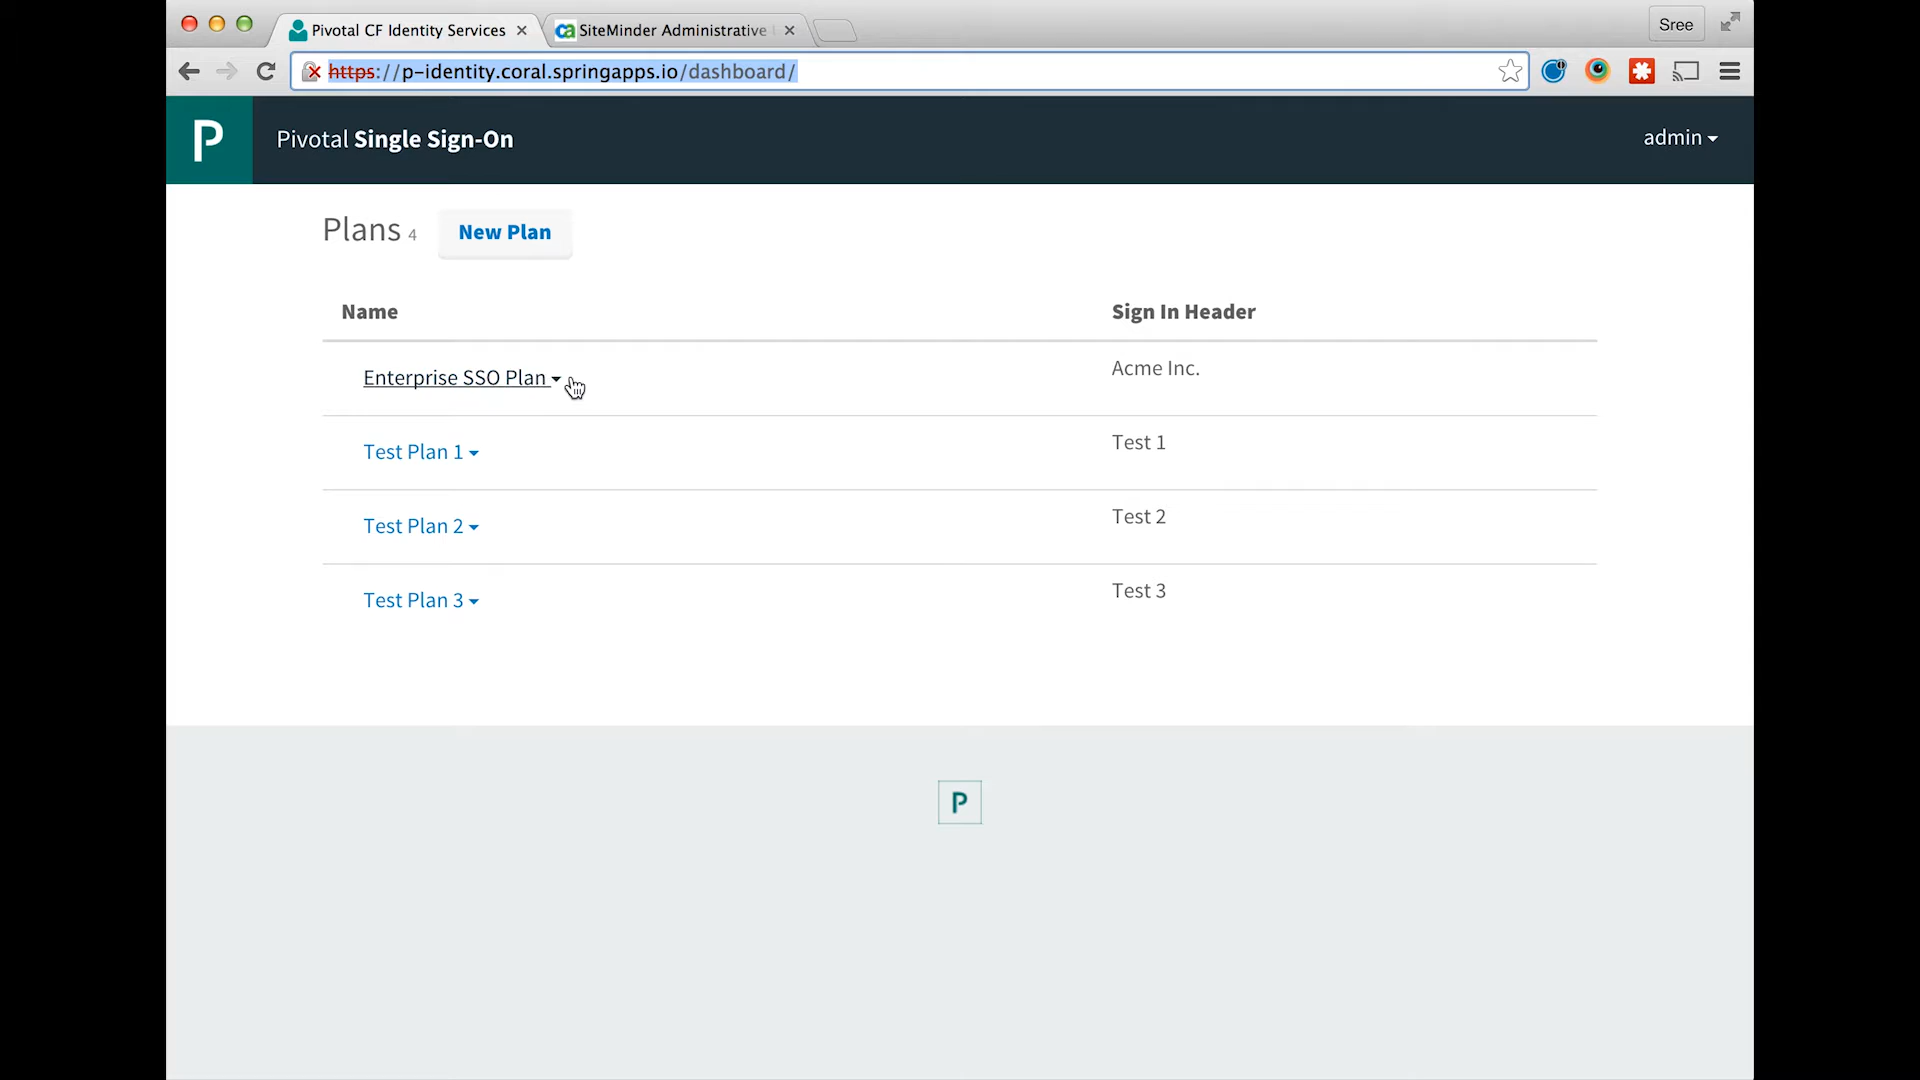 Pivotal CF Identity Services
SiteMinder Administrative
Sree
https://p-identity.coral.springapps.io/dashboard/
P
Pivotal Single Sign-On
admin
Plans 4
New Plan
Name
Sign In Header
Enterprise SSO Plan
Acme Inc.
Test Plan 1
Test 1
Test Plan 2
Test 2
Test Plan 3
Test 3
P